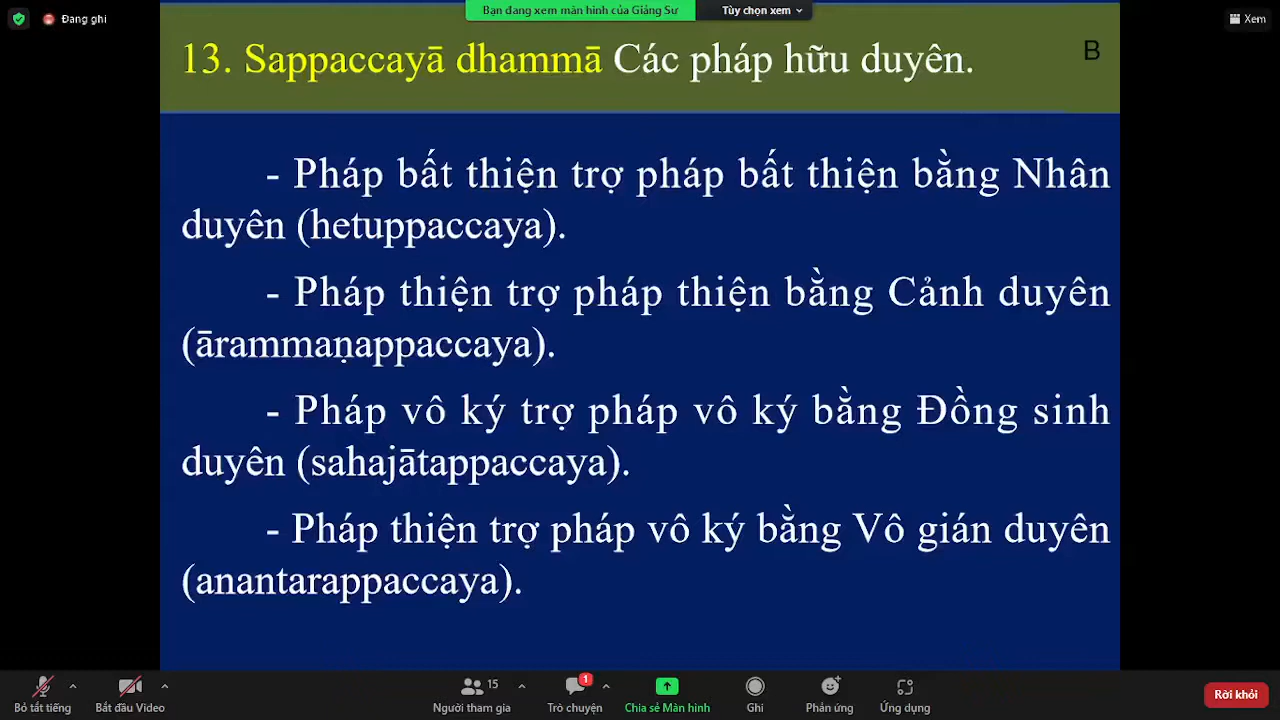 Đang ghi
Bạn đang xem màn hình của Giảng Sư
Tùy chọn xem
Xem
13. Sappaccayā dhammā Các pháp hữu duyên.
B
- Pháp bất thiện trợ pháp bất thiện bằng Nhân
duyên (hetuppaccaya).
- Pháp thiện trợ pháp thiện bằng Cảnh duyên
(ārammaṇappaccaya).
- Pháp vô ký trợ pháp vô ký bằng Đồng sinh
duyên (sahajātappaccaya).
- Pháp thiện trợ pháp vô ký bằng Vô gián duyên
(anantarappaccaya).
15
1
Bỏ tắt tiếng
Bắt đầu Video
Người tham gia
Trò chuyện
Chia sẻ Màn hình
Ghi
Phản ứng
Ứng dụng
Rời khỏi